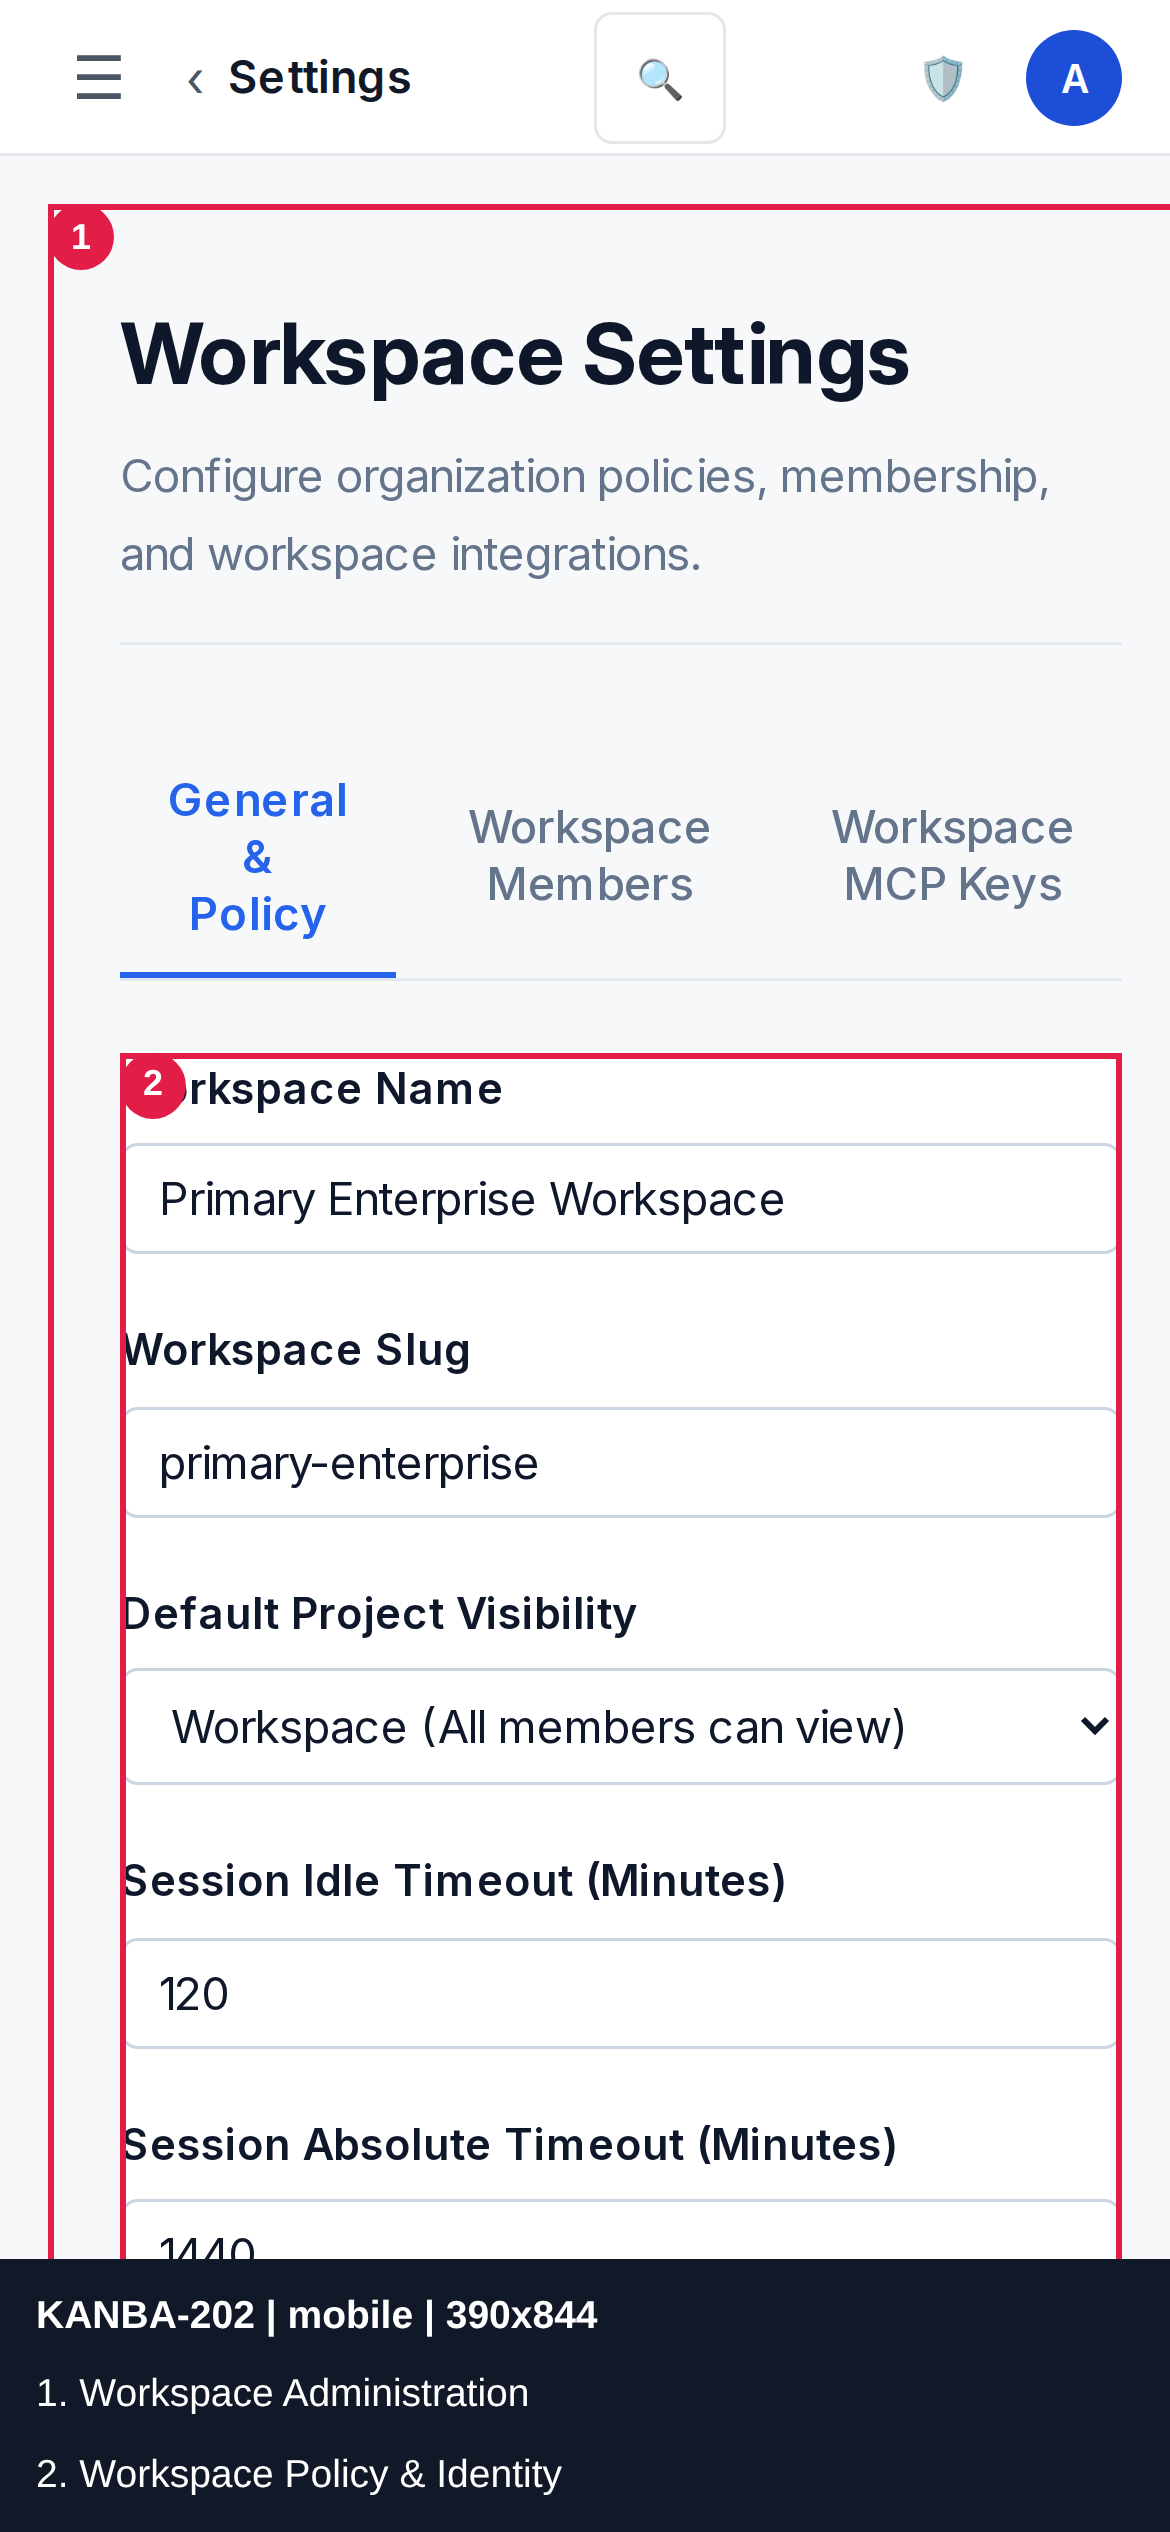 ☰ ‹ Settings 🔍 🛡️ A
1
Workspace Settings
Configure organization policies, membership,
and workspace integrations.
General
&
Policy
Workspace
Members
Workspace
MCP Keys
2
rkspace Name
Primary Enterprise Workspace
Workspace Slug
primary-enterprise
Default Project Visibility
Workspace (All members can view)
Session Idle Timeout (Minutes)
120
Session Absolute Timeout (Minutes)
1440
KANBA-202 | mobile | 390x844
1. Workspace Administration
2. Workspace Policy & Identity